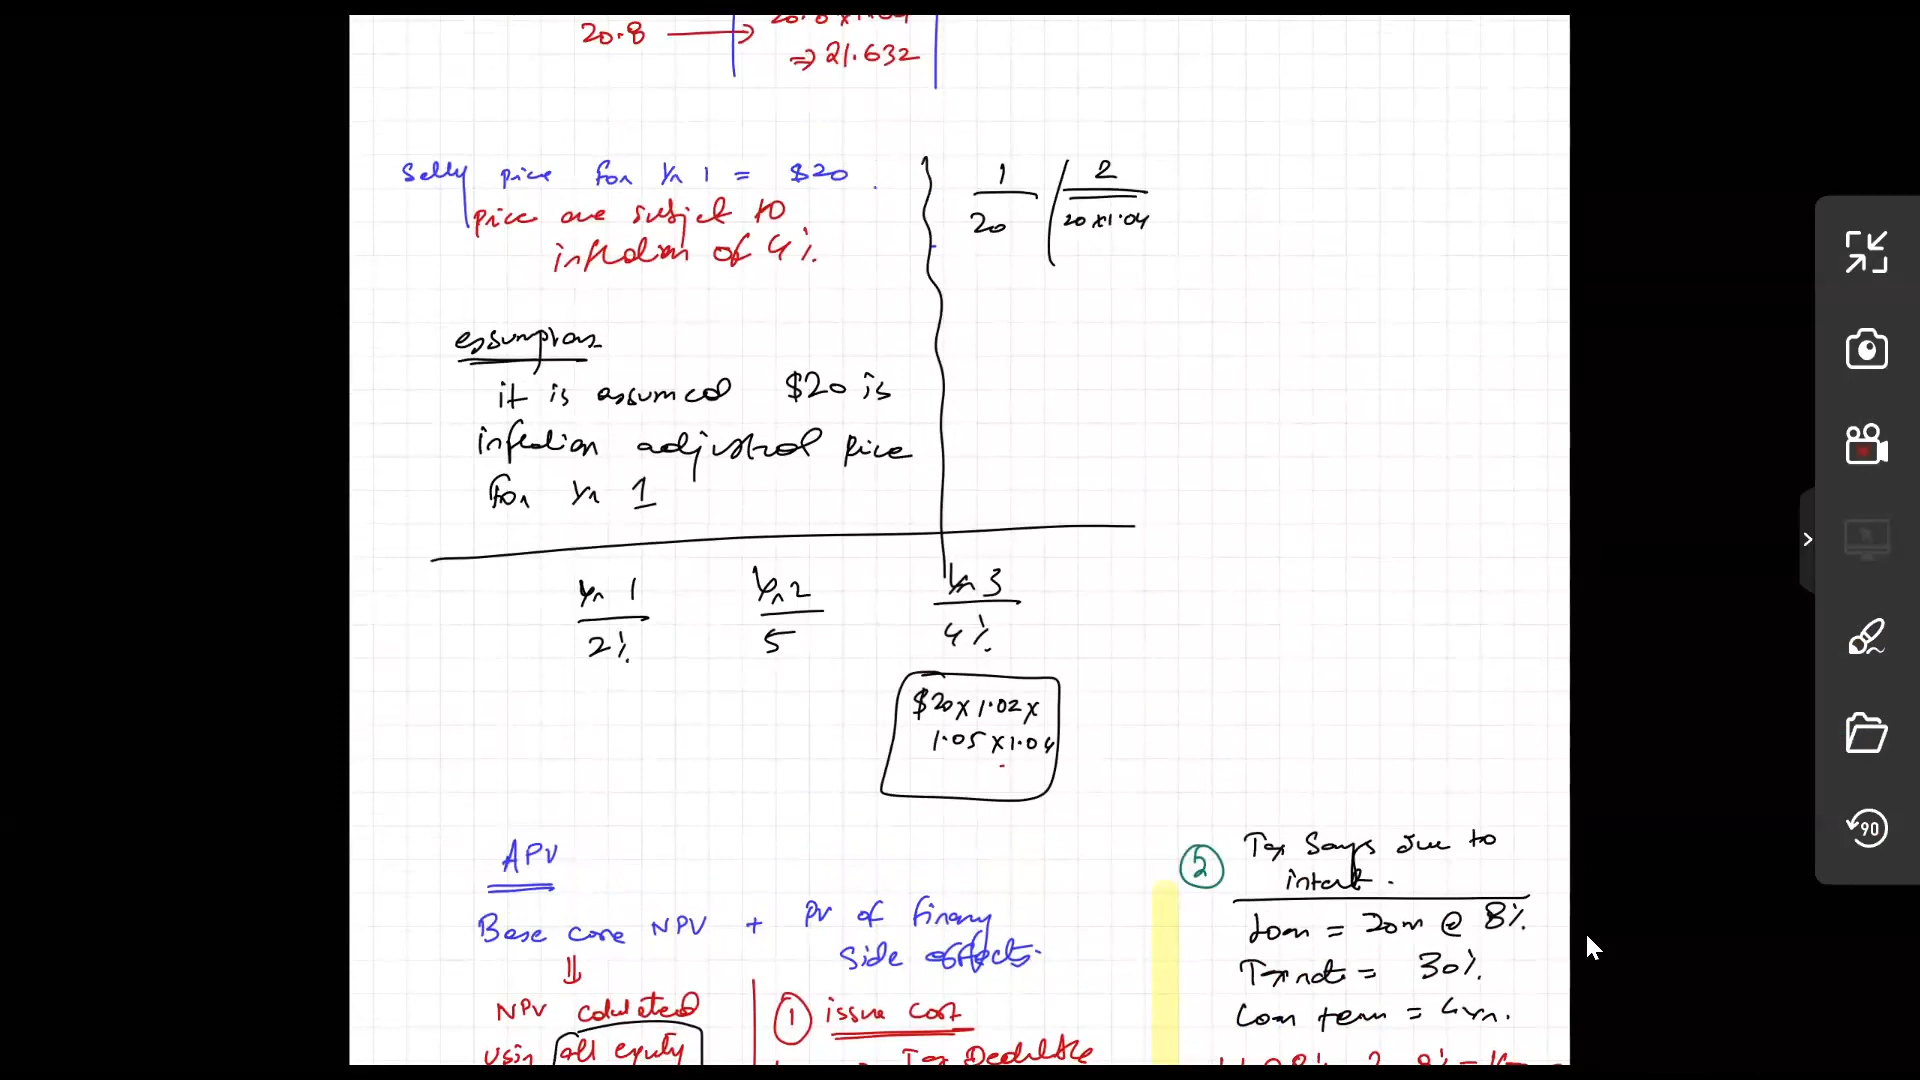 20.8 → 
⇒ 21.632
Selly price for Yr 1 = $20.
price are subject to
inflation of 4%.
1
20
2
20 x 1.04
assumptions
it is assumed $20 is
inflation adjusted price
for Yr 1
Yr 1
2%.
Yr 2
5
Yr 3
4%.
$20 x 1.02 x
1.05 x 1.04
APV
Base case NPV + PV of financing
side effects.
⇓
NPV calculated
using all equity
① issue cost
Tax Deductible
② Tax Savings due to
interest.
Loan = 20m @ 8%.
Tax rate = 30%.
Loan term = 4 yrs.
90